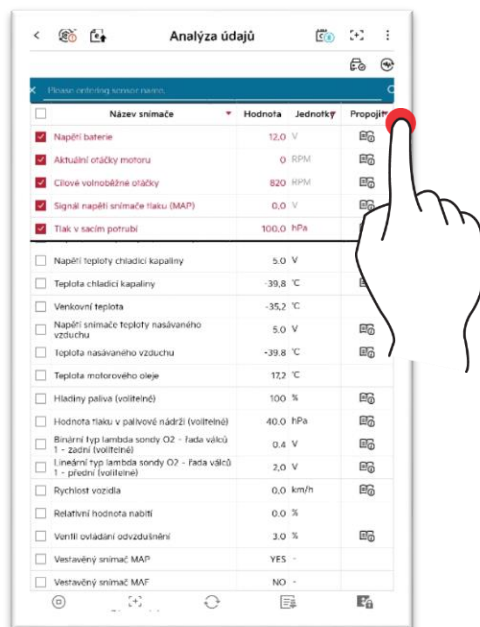 Analýza údajů
Please entering sensor name.
Název snímače Hodnota Jednotky Propojit
Napětí baterie 12,0 V
Aktuální otáčky motoru 0 RPM
Cílové volnoběžné otáčky 820 RPM
Signál napětí snímače tlaku (MAP) 0,0 V
Tlak v sacím potrubí 100.0 hPa
Napětí teploty chladicí kapaliny 5.0 V
Teplota chladicí kapaliny -39,8 ℃
Venkovní teplota -35,2 ℃
Napětí snímače teploty nasávaného
vzduchu 5.0 V
Teplota nasávaného vzduchu -39.8 ℃
Teplota motorového oleje 17,2 ℃
Hladiny paliva (volitelné) 100 %
Hodnota tlaku v palivové nádrži (volitelné) 40.0 hPa
Binární typ lambda sondy O2 - řada válců
1 - zadní (volitelné) 0.4 V
Lineární typ lambda sondy O2 - řada válců
1 - přední (volitelné) 2,0 V
Rychlost vozidla 0,0 km/h
Relativní hodnota nabití 0.0 %
Ventil ovládání odvzdušnění 3.0 %
Vestavěný snímač MAP YES -
Vestavěný snímač MAF NO -